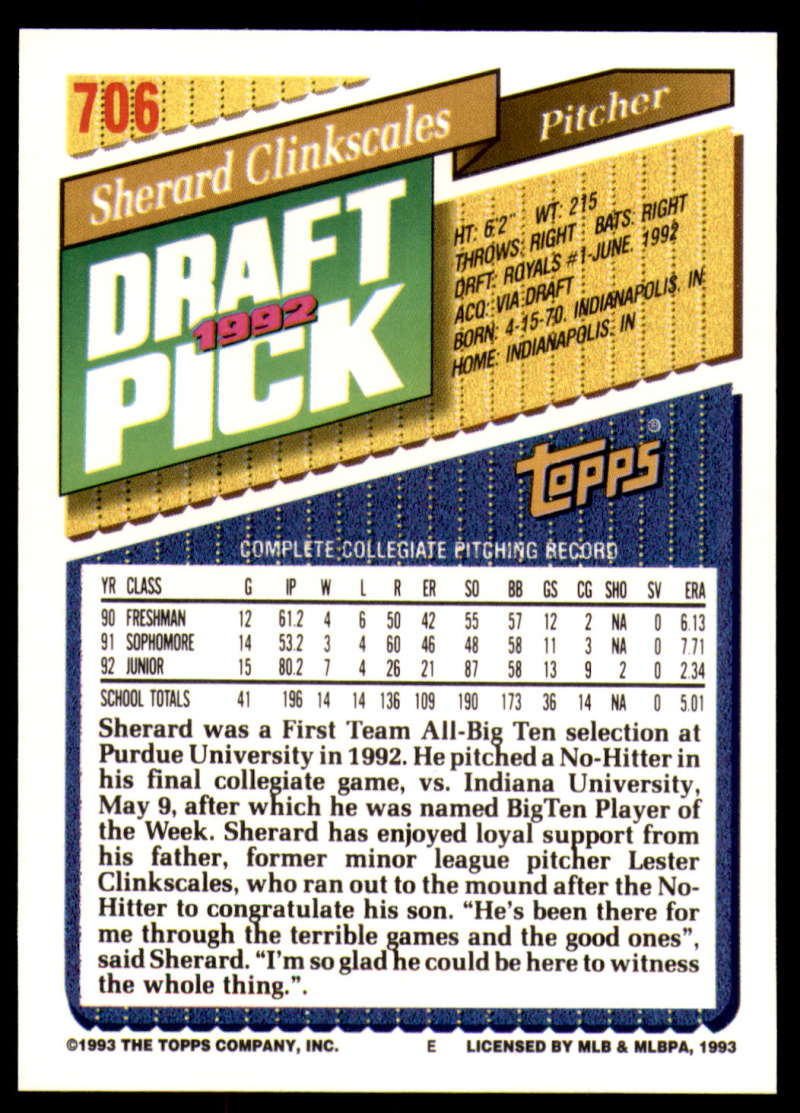 706
Sherard Clinkscales
Pitcher
DRAFT
1992
PICK
HT: 6'2" WT: 215
THROWS: RIGHT BATS: RIGHT
DRFT: ROYALS #1-JUNE, 1992
ACQ: VIA DRAFT
BORN: 4-15-70, INDIANAPOLIS, IN
HOME: INDIANAPOLIS, IN
topps®
COMPLETE COLLEGIATE PITCHING RECORD
YR CLASS G IP W L R ER SO BB GS CG SHO SV ERA
90 FRESHMAN 12 61.2 4 6 50 42 55 57 12 2 NA 0 6.13
91 SOPHOMORE 14 53.2 3 4 60 46 48 58 11 3 NA 0 7.71
92 JUNIOR 15 80.2 7 4 26 21 87 58 13 9 2 0 2.34
SCHOOL TOTALS 41 196 14 14 136 109 190 173 36 14 NA 0 5.01
Sherard was a First Team All-Big Ten selection at
Purdue University in 1992. He pitched a No-Hitter in
his final collegiate game, vs. Indiana University,
May 9, after which he was named BigTen Player of
the Week. Sherard has enjoyed loyal support from
his father, former minor league pitcher Lester
Clinkscales, who ran out to the mound after the No-
Hitter to congratulate his son. “He's been there for
me through the terrible games and the good ones”,
said Sherard. “I'm so glad he could be here to witness
the whole thing.”.
©1993 THE TOPPS COMPANY, INC. E LICENSED BY MLB & MLBPA, 1993